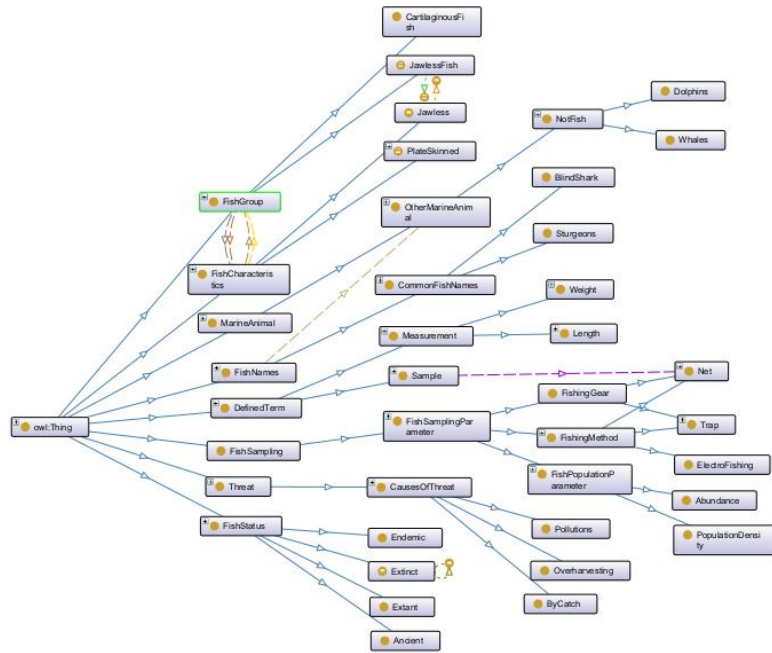 CartilaginousFi
sh
JawlessFish
Jawless
PlateSkinned
OtherMarineAnim
al
CommonFishNames
Measurement
Sample
FishSamplingPar
ameter
CausesOfThreat
Endemic
Extinct
Extant
Ancient
FishGroup
FishCharacteris
tics
MarineAnimal
FishNames
DefinedTerm
FishSampling
Threat
FishStatus
owl:Thing
NotFish
BlindShark
Sturgeons
Weight
Length
FishingGear
FishingMethod
FishPopulationP
arameter
Pollutions
Overharvesting
ByCatch
Dolphins
Whales
Net
Trap
ElectroFishing
Abundance
PopulationDensi
ty